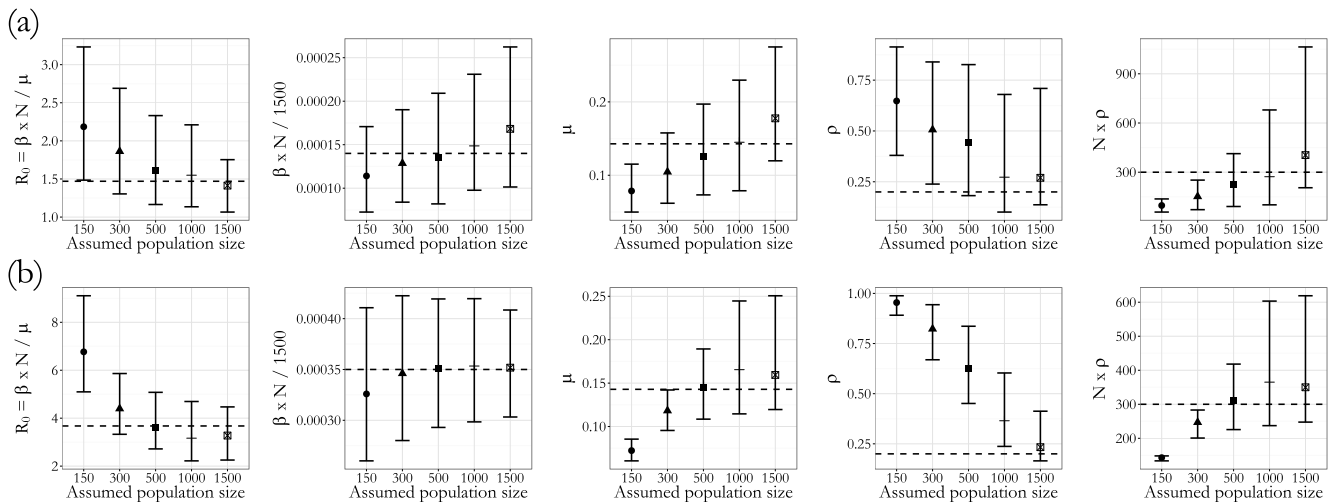 (a)
R₀ = β x N / μ
3.0
2.5
2.0
1.5
1.0
150 300 500 1000 1500
Assumed population size
β x N / 1500
0.00025
0.00020
0.00015
0.00010
150 300 500 1000 1500
Assumed population size
μ
0.2
0.1
150 300 500 1000 1500
Assumed population size
ρ
0.75
0.50
0.25
150 300 500 1000 1500
Assumed population size
N x ρ
900
600
300
150 300 500 1000 1500
Assumed population size
(b)
R₀ = β x N / μ
8
6
4
2
150 300 500 1000 1500
Assumed population size
β x N / 1500
0.00040
0.00035
0.00030
150 300 500 1000 1500
Assumed population size
μ
0.25
0.20
0.15
0.10
150 300 500 1000 1500
Assumed population size
ρ
1.00
0.75
0.50
0.25
150 300 500 1000 1500
Assumed population size
N x ρ
600
500
400
300
200
150 300 500 1000 1500
Assumed population size